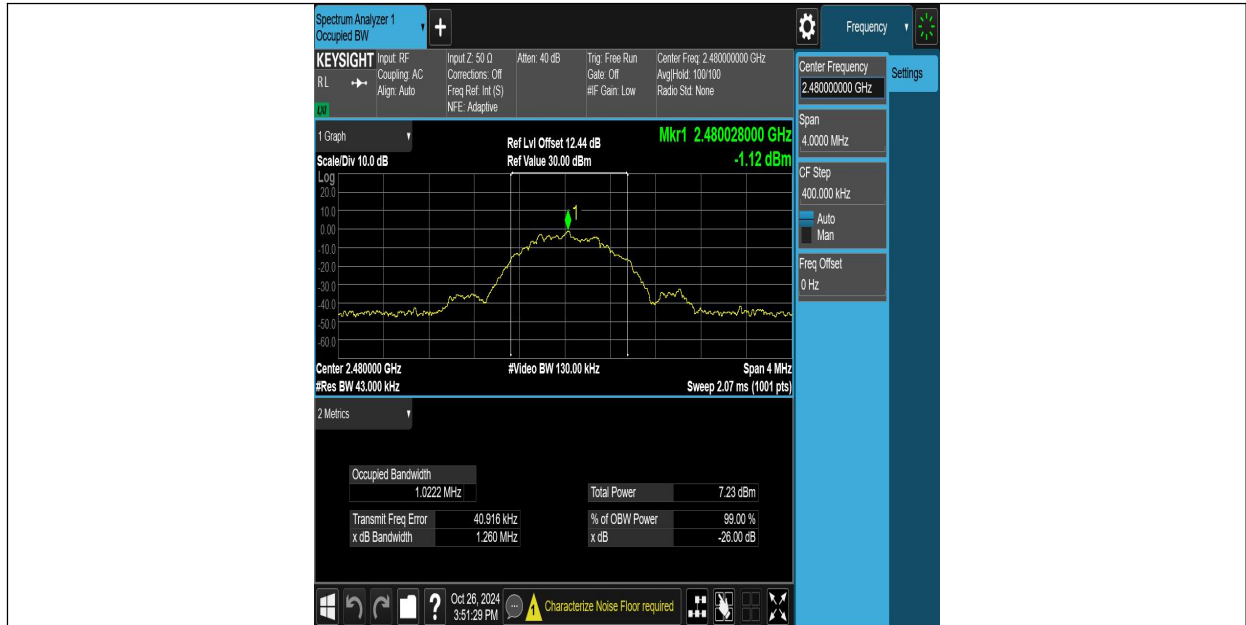 Spectrum Analyzer 1
Occupied BW
+
Frequency
KEYSIGHT
RL
LXI
Input: RF
Coupling: AC
Align: Auto
Input Z: 50 Ω
Corrections: Off
Freq Ref: Int (S)
NFE: Adaptive
Atten: 40 dB
Trig: Free Run
Gate: Off
#IF Gain: Low
Center Freq: 2.480000000 GHz
Avg|Hold: 100/100
Radio Std: None
1 Graph
Scale/Div 10.0 dB
Ref Lvl Offset 12.44 dB
Ref Value 30.00 dBm
Mkr1 2.480028000 GHz
-1.12 dBm
Log
20.0
10.0
0.00
-10.0
-20.0
-30.0
-40.0
-50.0
-60.0
1
Center 2.480000 GHz
#Res BW 43.000 kHz
#Video BW 130.00 kHz
Span 4 MHz
Sweep 2.07 ms (1001 pts)
2 Metrics
Occupied Bandwidth
1.0222 MHz
Total Power 7.23 dBm
Transmit Freq Error 40.916 kHz
% of OBW Power 99.00 %
x dB Bandwidth 1.260 MHz
x dB -26.00 dB
Center Frequency
2.480000000 GHz
Settings
Span
4.0000 MHz
CF Step
400.000 kHz
Auto
Man
Freq Offset
0 Hz
?
Oct 26, 2024
3:51:29 PM
1
Characterize Noise Floor required